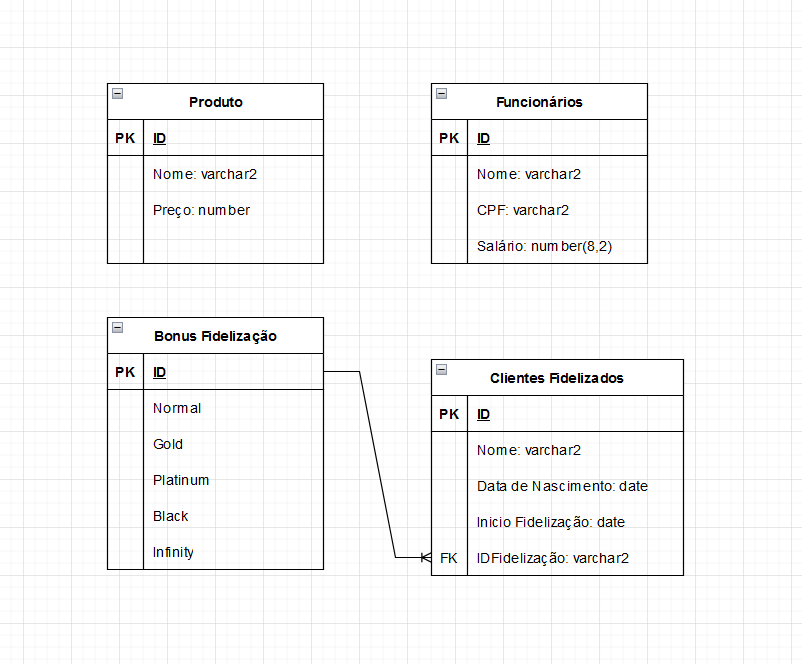 Produto
PK ID
Nome: varchar2
Preço: number
Funcionários
PK ID
Nome: varchar2
CPF: varchar2
Salário: number(8,2)
Bonus Fidelização
PK ID
Normal
Gold
Platinum
Black
Infinity
Clientes Fidelizados
PK ID
Nome: varchar2
Data de Nascimento: date
Inicio Fidelização: date
FK IDFidelização: varchar2